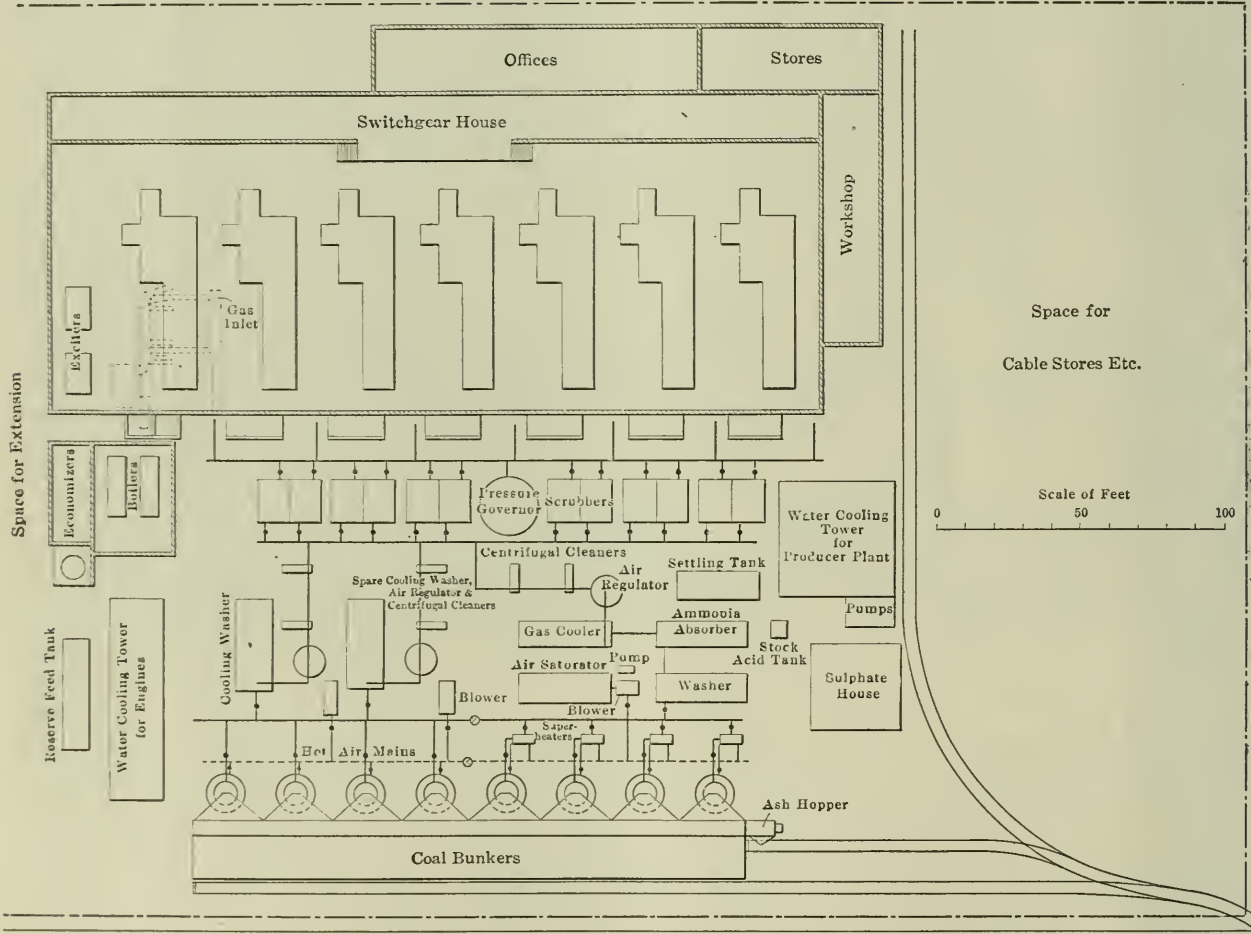 Offices
Stores
Switchgear House
Workshop
Gas
Inlet
Exciters
Space for
Cable Stores Etc.
Space for Extension
Economizers
Boilers
Pressure
Governor
Scrubbers
Water Cooling
Tower
for
Producer Plant
Pumps
Scale of Feet
0 50 100
Centrifugal Cleaners
Spare Cooling Washer,
Air Regulator &
Centrifugal Cleaners
Air
Regulator
Settling Tank
Cooling Washer
Gas Cooler
Ammonia
Absorber
Stock
Acid Tank
Reserve Feed Tank
Water Cooling Tower
for Engines
Air Saturator
Pump
Washer
Sulphate
House
Blower
Blower
Super-
heaters
Hot Air Mains
Ash Hopper
Coal Bunkers